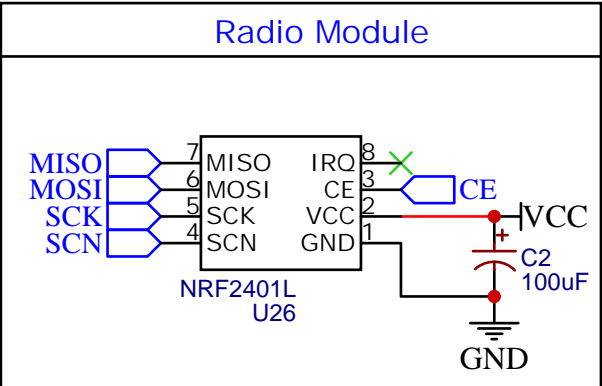 Radio Module
MISO 7 MISO IRQ 8
MOSI 6 MOSI CE 3 CE
SCK 5 SCK VCC 2 VCC
SCN 4 SCN GND 1
+
C2
100uF
NRF2401L
U26
GND